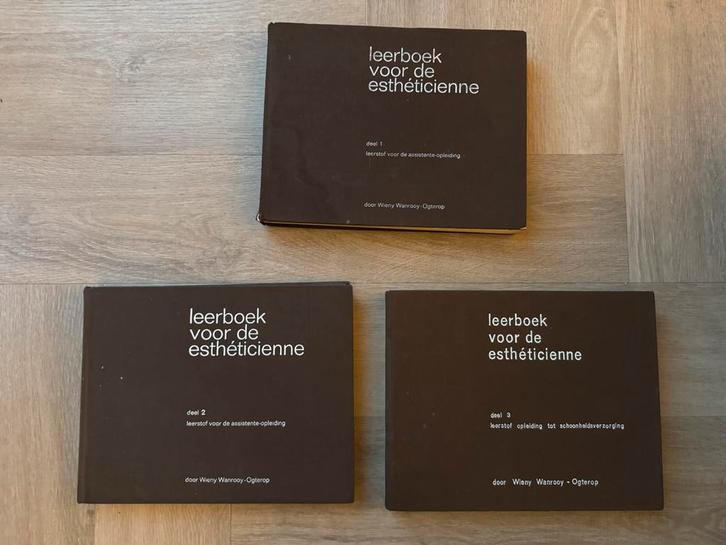 leerboek
voor de
esthéticienne
deel 1
leerstof voor de assistente-opleiding
door Wieny Wanrooy-Ogterop
leerboek
voor de
esthéticienne
deel 2
leerstof voor de assistente-opleiding
door Wieny Wanrooy-Ogterop
leerboek
voor de
esthéticienne
deel 3
leerstof opleiding tot schoonheidsverzorging
door Wieny Wanrooy - Ogterop